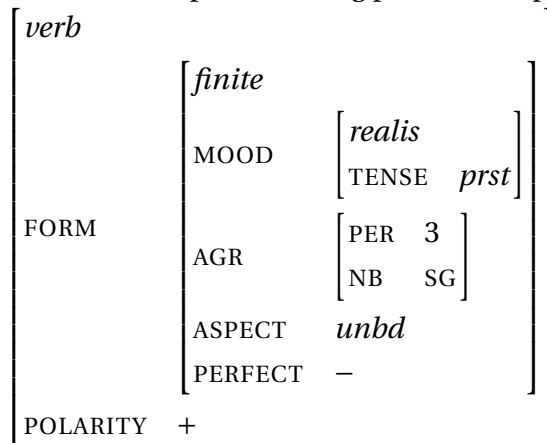 verb
finite
realis
MOOD
TENSE prst
FORM
PER 3
AGR
NB SG
ASPECT unbd
PERFECT –
POLARITY +